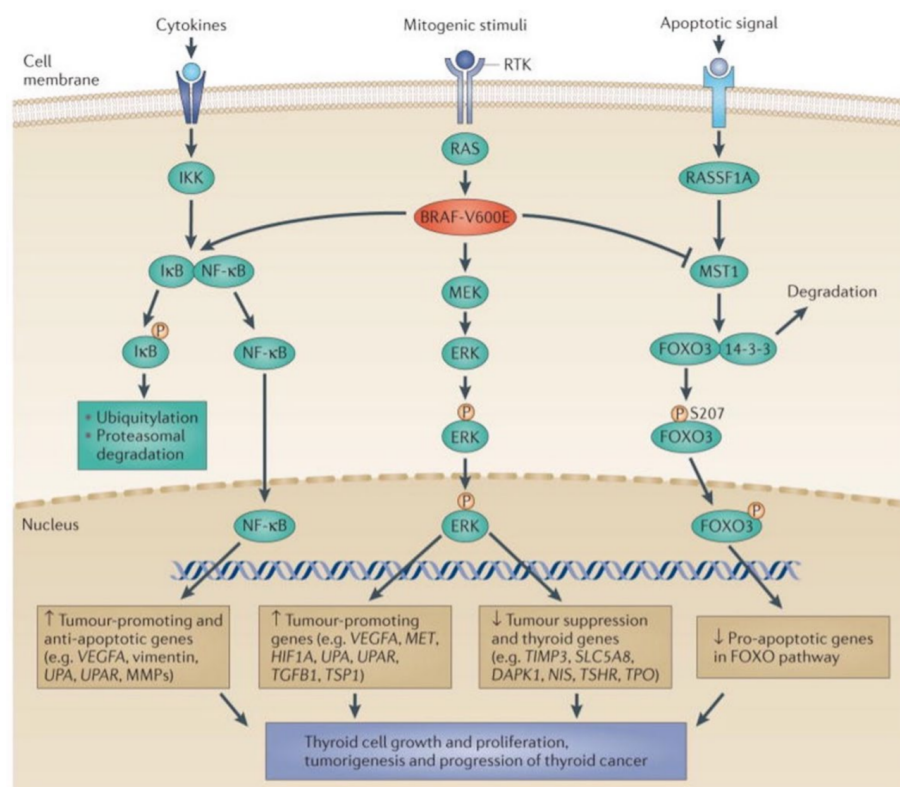 Cytokines
Mitogenic stimuli
Apoptotic signal
Cell
membrane
RTK
RAS
IKK
RASSF1A
BRAF-V600E
IκB
NF-κB
MST1
MEK
Degradation
P
IκB
NF-κB
ERK
FOXO3
14-3-3
• Ubiquitylation
• Proteasomal
degradation
P
ERK
P S207
FOXO3
Nucleus
NF-κB
P
ERK
P
FOXO3
↑ Tumour-promoting and
anti-apoptotic genes
(e.g. VEGFA, vimentin,
UPA, UPAR, MMPs)
↑ Tumour-promoting
genes (e.g. VEGFA, MET,
HIF1A, UPA, UPAR,
TGFB1, TSP1)
↓ Tumour suppression
and thyroid genes
(e.g. TIMP3, SLC5A8,
DAPK1, NIS, TSHR, TPO)
↓ Pro-apoptotic genes
in FOXO pathway
Thyroid cell growth and proliferation,
tumorigenesis and progression of thyroid cancer